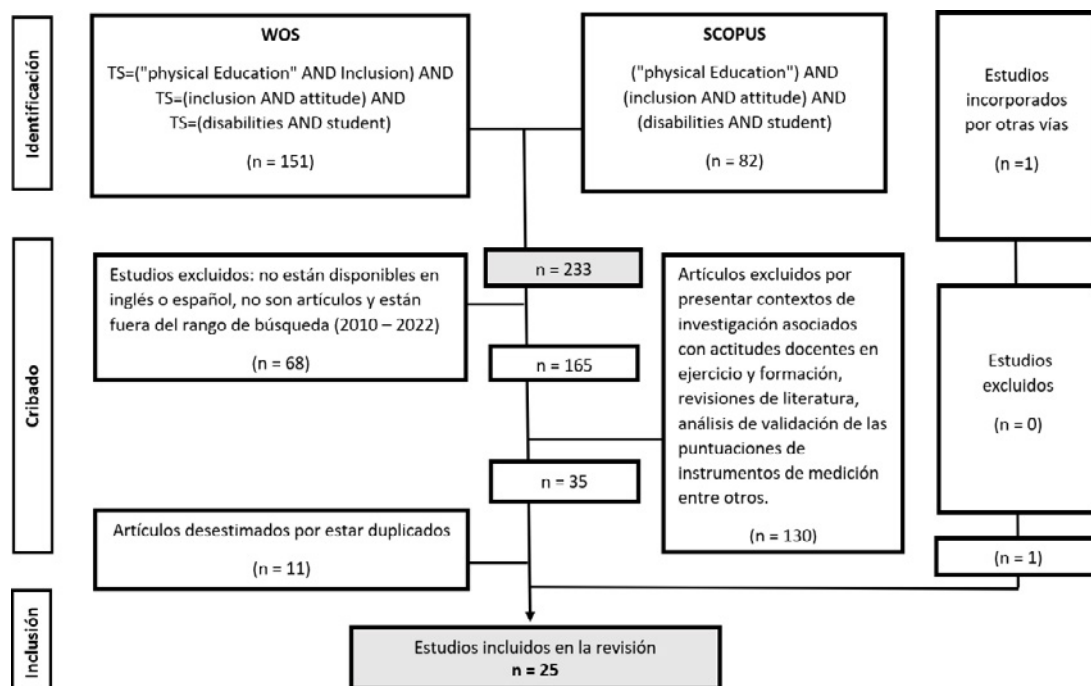 Identificación
WOS
TS=("physical Education" AND Inclusion) AND
TS=(inclusion AND attitude) AND
TS=(disabilities AND student)
(n = 151)
SCOPUS
("physical Education") AND
(inclusion AND attitude) AND
(disabilities AND student)
(n = 82)
Estudios
incorporados
por otras vías
(n =1)
Cribado
n = 233
Estudios excluidos: no están disponibles en
inglés o español, no son artículos y están
fuera del rango de búsqueda (2010 – 2022)
(n = 68)
n = 165
Artículos excluidos por
presentar contextos de
investigación asociados
con actitudes docentes en
ejercicio y formación,
revisiones de literatura,
análisis de validación de las
puntuaciones de
instrumentos de medición
entre otros.
(n = 130)
Estudios
excluidos
(n = 0)
n = 35
Artículos desestimados por estar duplicados
(n = 11)
(n = 1)
Inclusión
Estudios incluidos en la revisión
n = 25